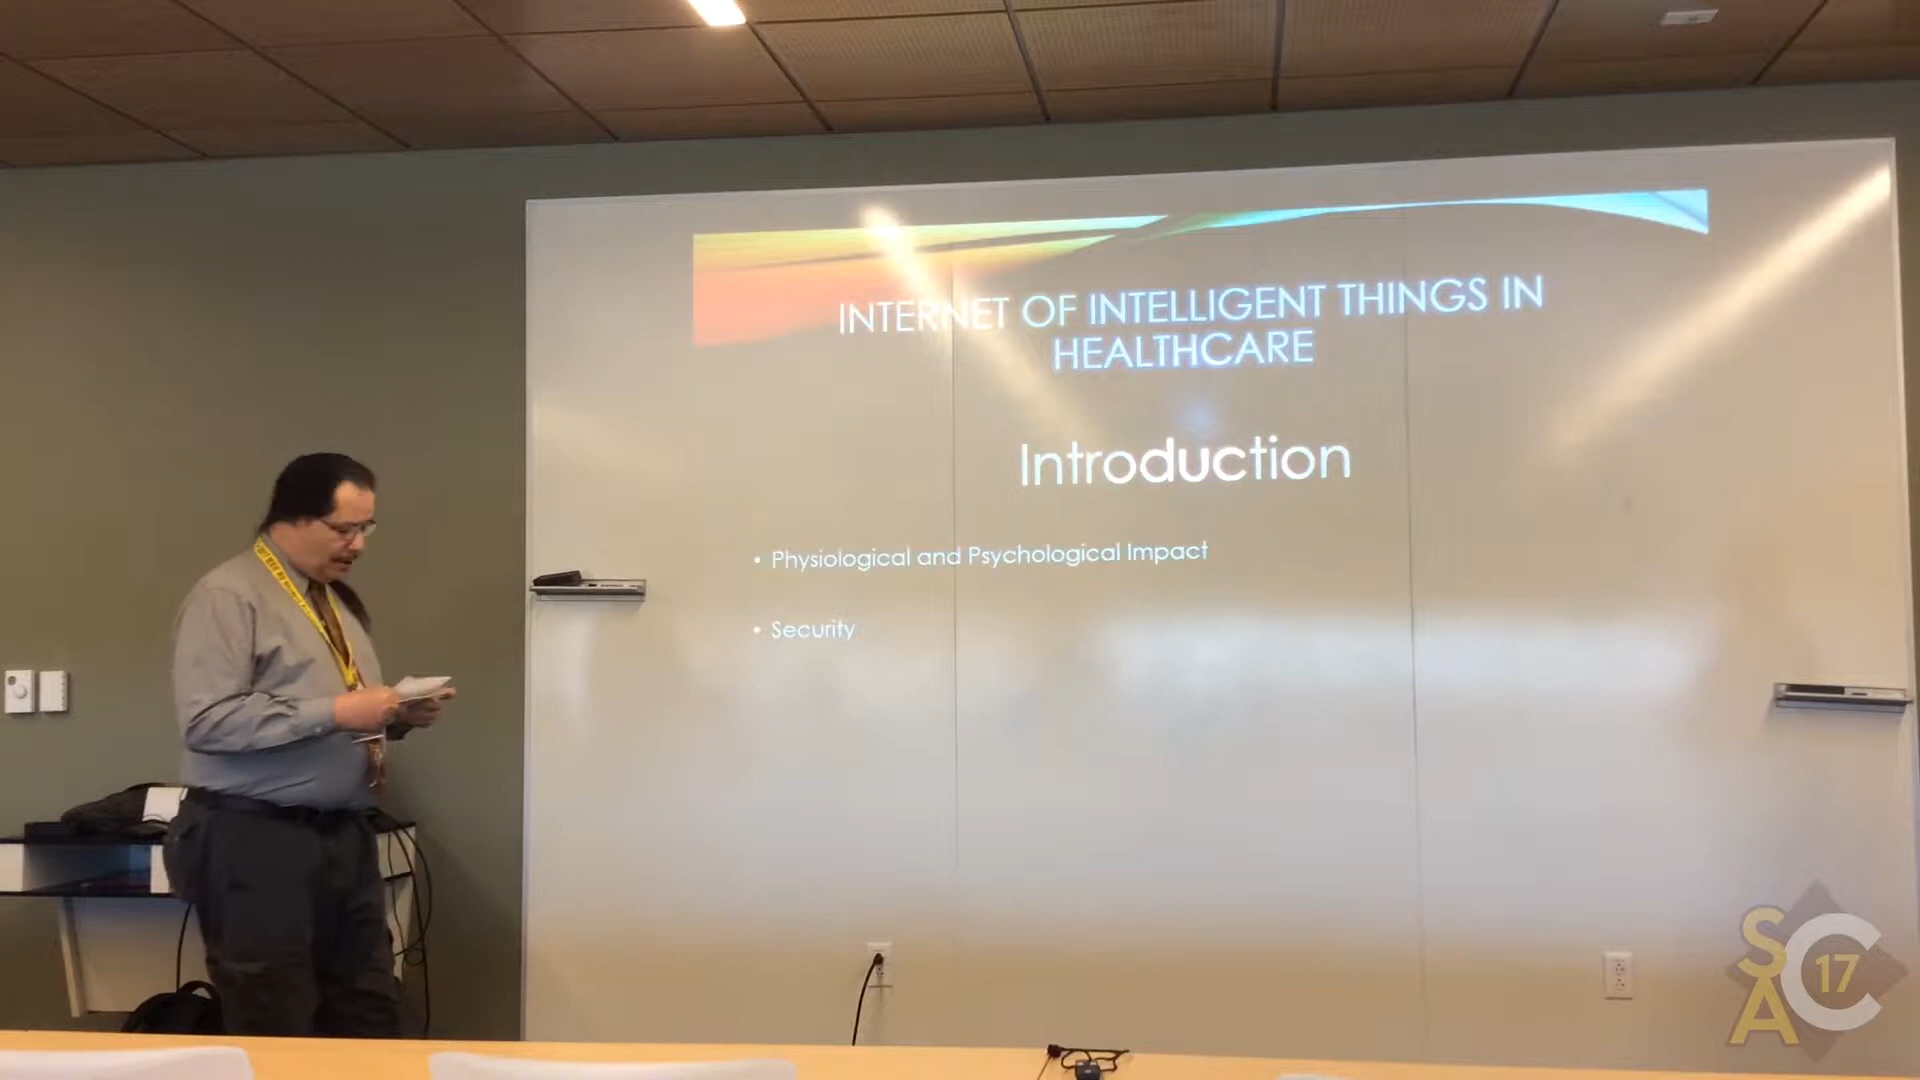 INTERNET OF INTELLIGENT THINGS IN
HEALTHCARE
Introduction
• Physiological and Psychological Impact
• Security
SAC 17